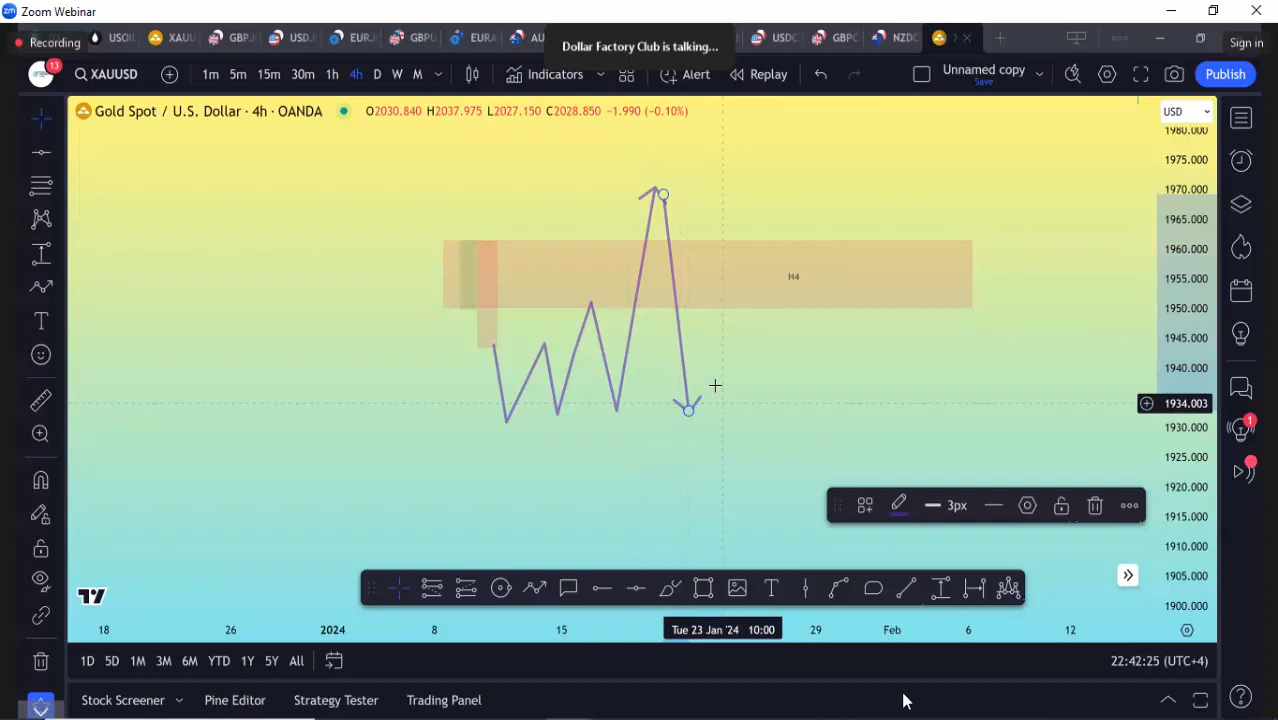 Zoom Webinar
Recording
USOIL
XAU
GBPJ
USDJ
EURJ
GBPU
EURA
AU
Dollar Factory Club is talking...
USDC
GBPC
NZDC
Sign in
13
XAUUSD
1m 5m 15m 30m 1h 4h D W M
Indicators
Alert
Replay
Unnamed copy
Save
Publish
Gold Spot / U.S. Dollar · 4h · OANDA
O2030.840 H2037.975 L2027.150 C2028.850 −1.990 (−0.10%)
USD
1980.000
1975.000
1970.000
1965.000
1960.000
1955.000
1950.000
1945.000
1940.000
1934.003
1930.000
1925.000
1920.000
1915.000
1910.000
1905.000
1900.000
H4
3px
1
18 26 2024 8 15 Tue 23 Jan '24 10:00 29 Feb 6 12
1D 5D 1M 3M 6M YTD 1Y 5Y All
22:42:25 (UTC+4)
Stock Screener
Pine Editor
Strategy Tester
Trading Panel